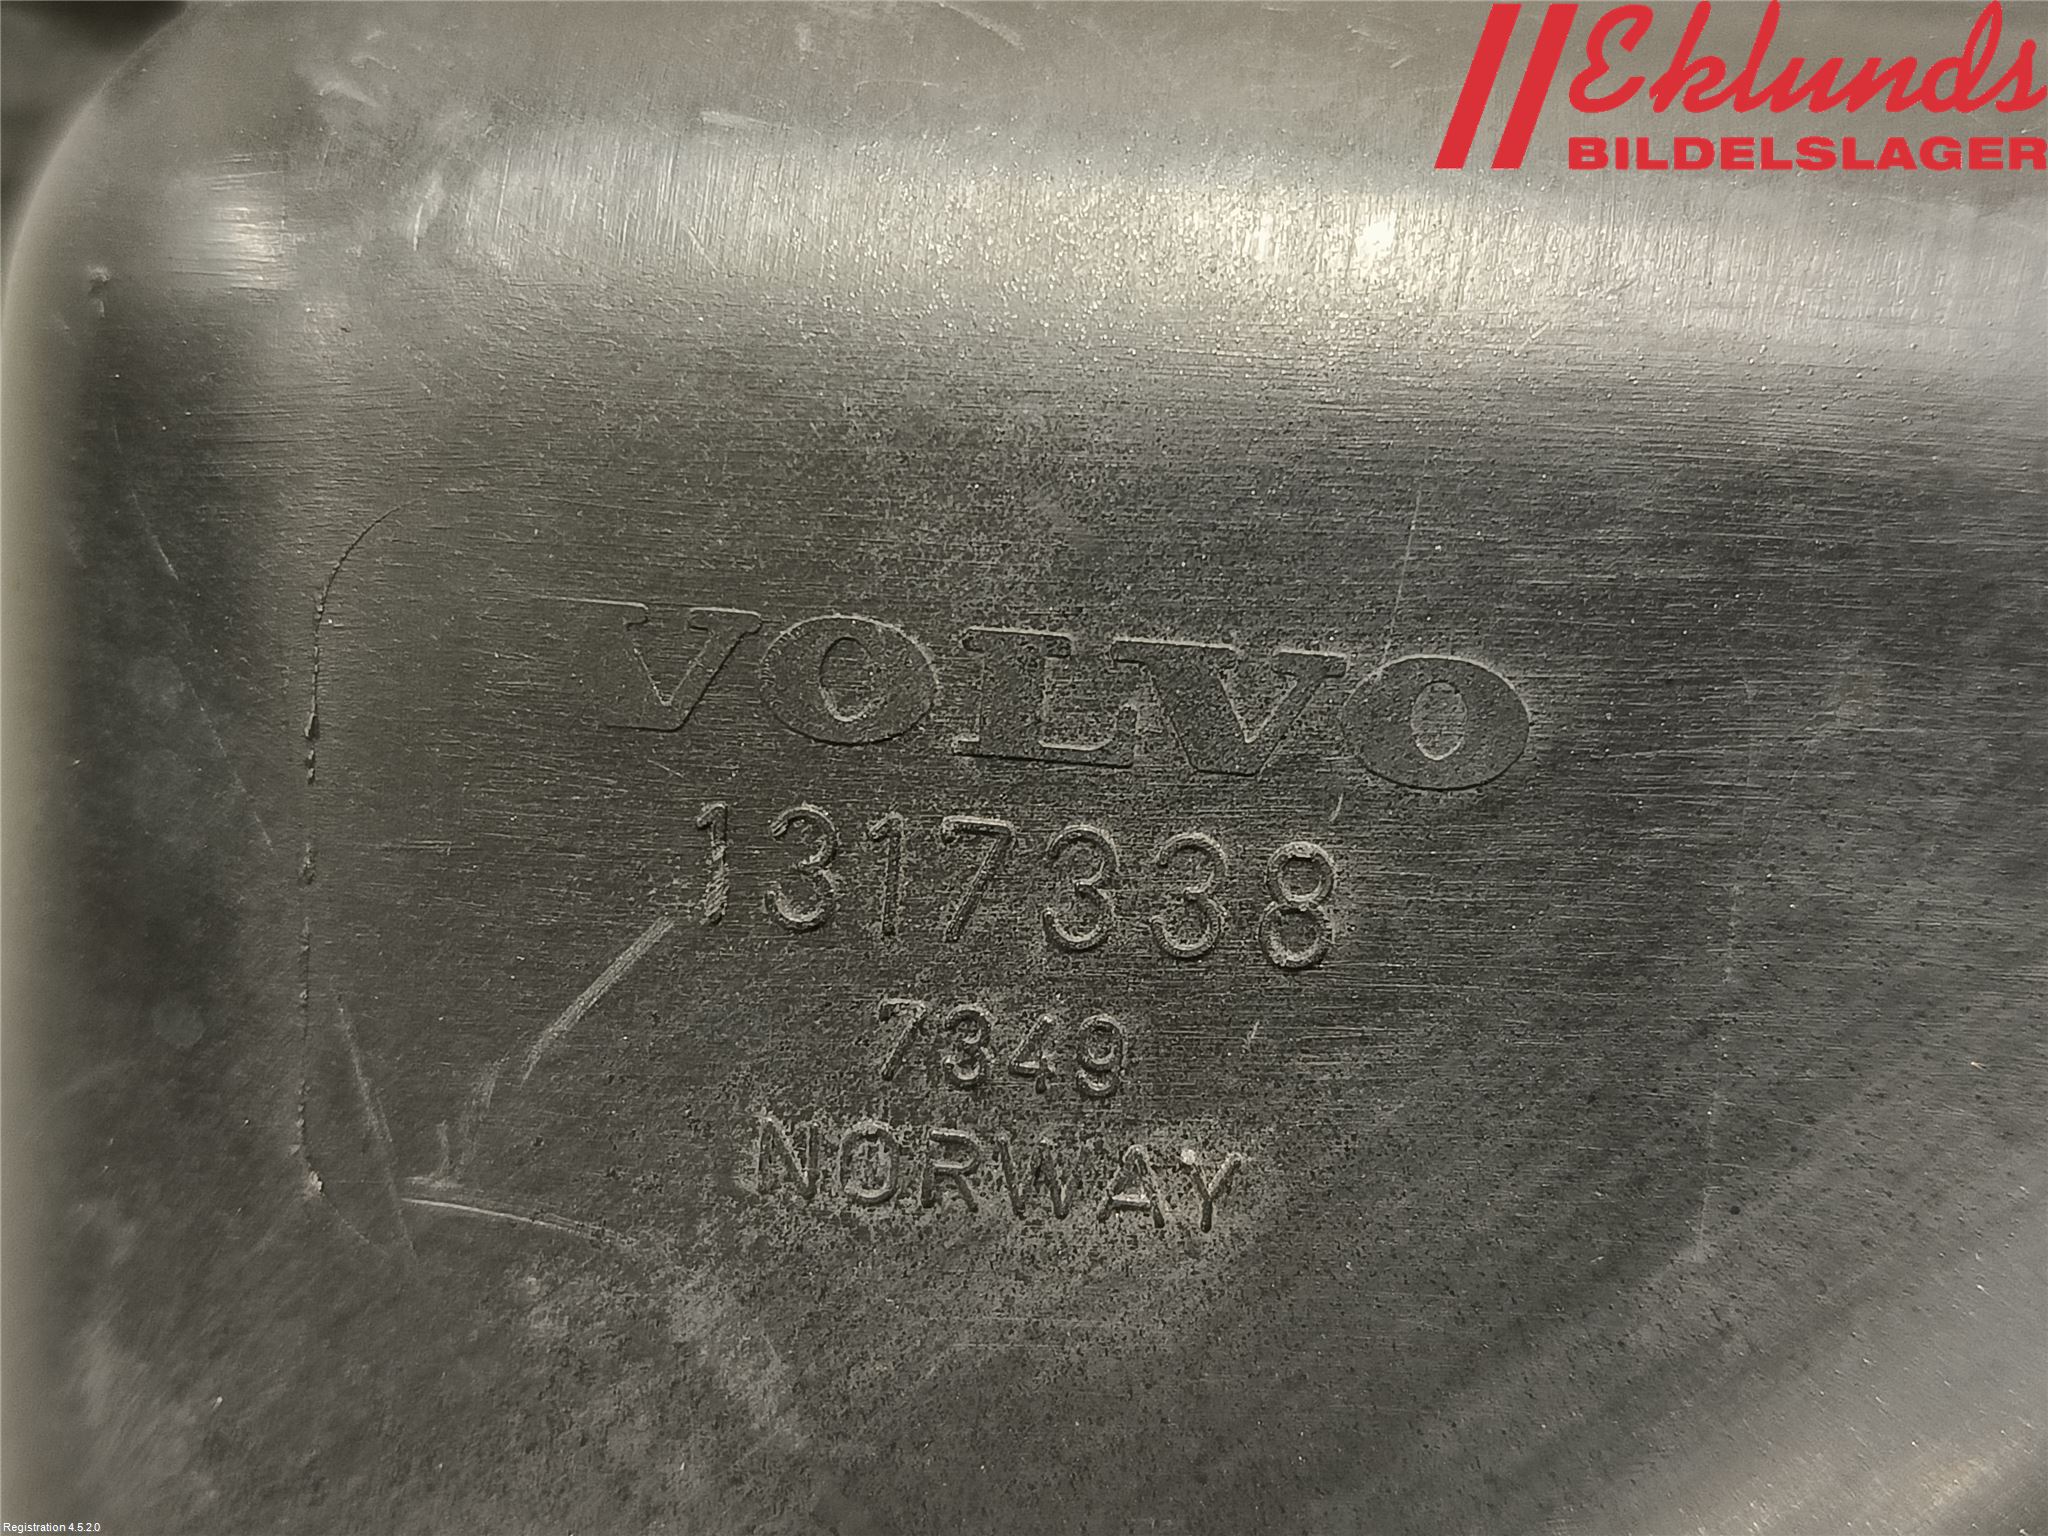 Eklunds
BILDELSLAGER
VOLVO
1317338
7349
NORWAY
Registration 4.5.2.0